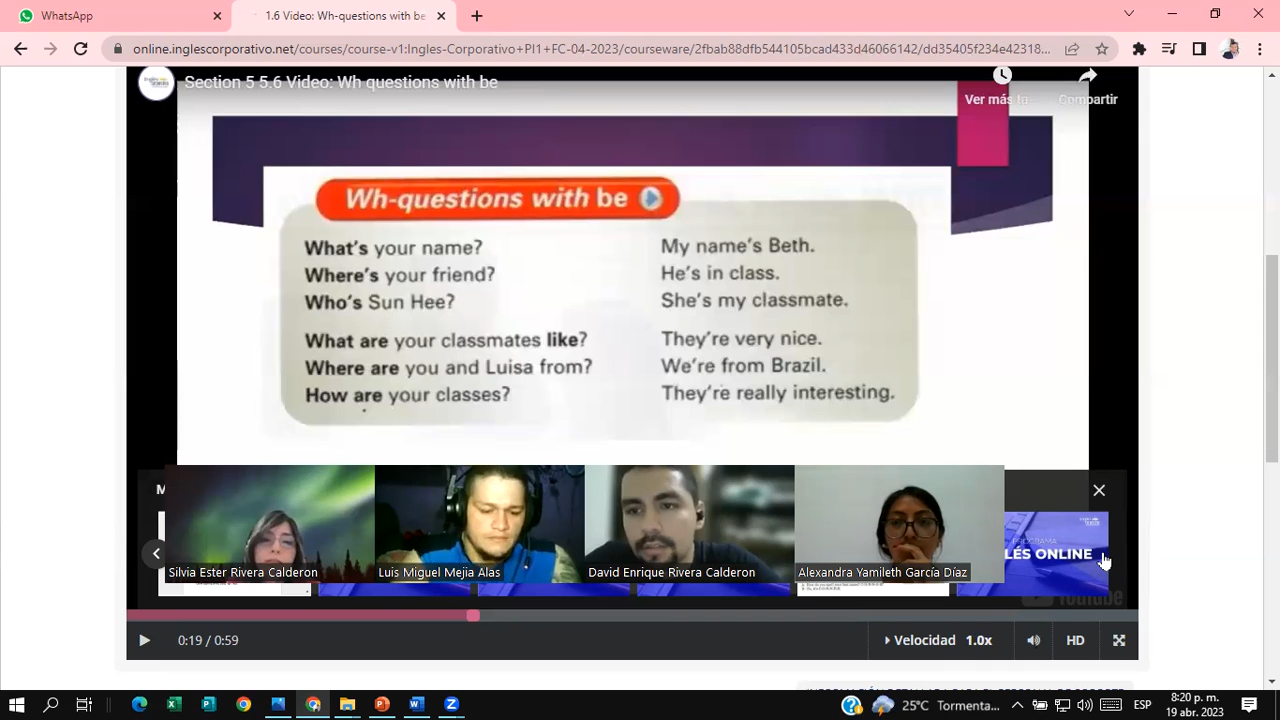 WhatsApp
1.6 Video: Wh-questions with be
online.inglescorporativo.net/courses/course-v1:Ingles-Corporativo+PI1+FC-04-2023/courseware/2fbab88dfb544105bcbd433d46066142/dd35405f234e42318...
Section 5 5.6 Video: Wh questions with be
Ver más ta
Compartir
Wh-questions with be
What's your name? My name's Beth.
Where's your friend? He's in class.
Who's Sun Hee? She's my classmate.
What are your classmates like? They're very nice.
Where are you and Luisa from? We're from Brazil.
How are your classes? They're really interesting.
M
PROGRAMA
LÉS ONLINE
Silvia Ester Rivera Calderon
Luis Miguel Mejia Alas
David Enrique Rivera Calderon
Alexandra Yamileth García Díaz
YouTube
0:19 / 0:59
Velocidad 1.0x
HD
25°C Tormenta...
ESP
8:20 p. m.
19 abr. 2023